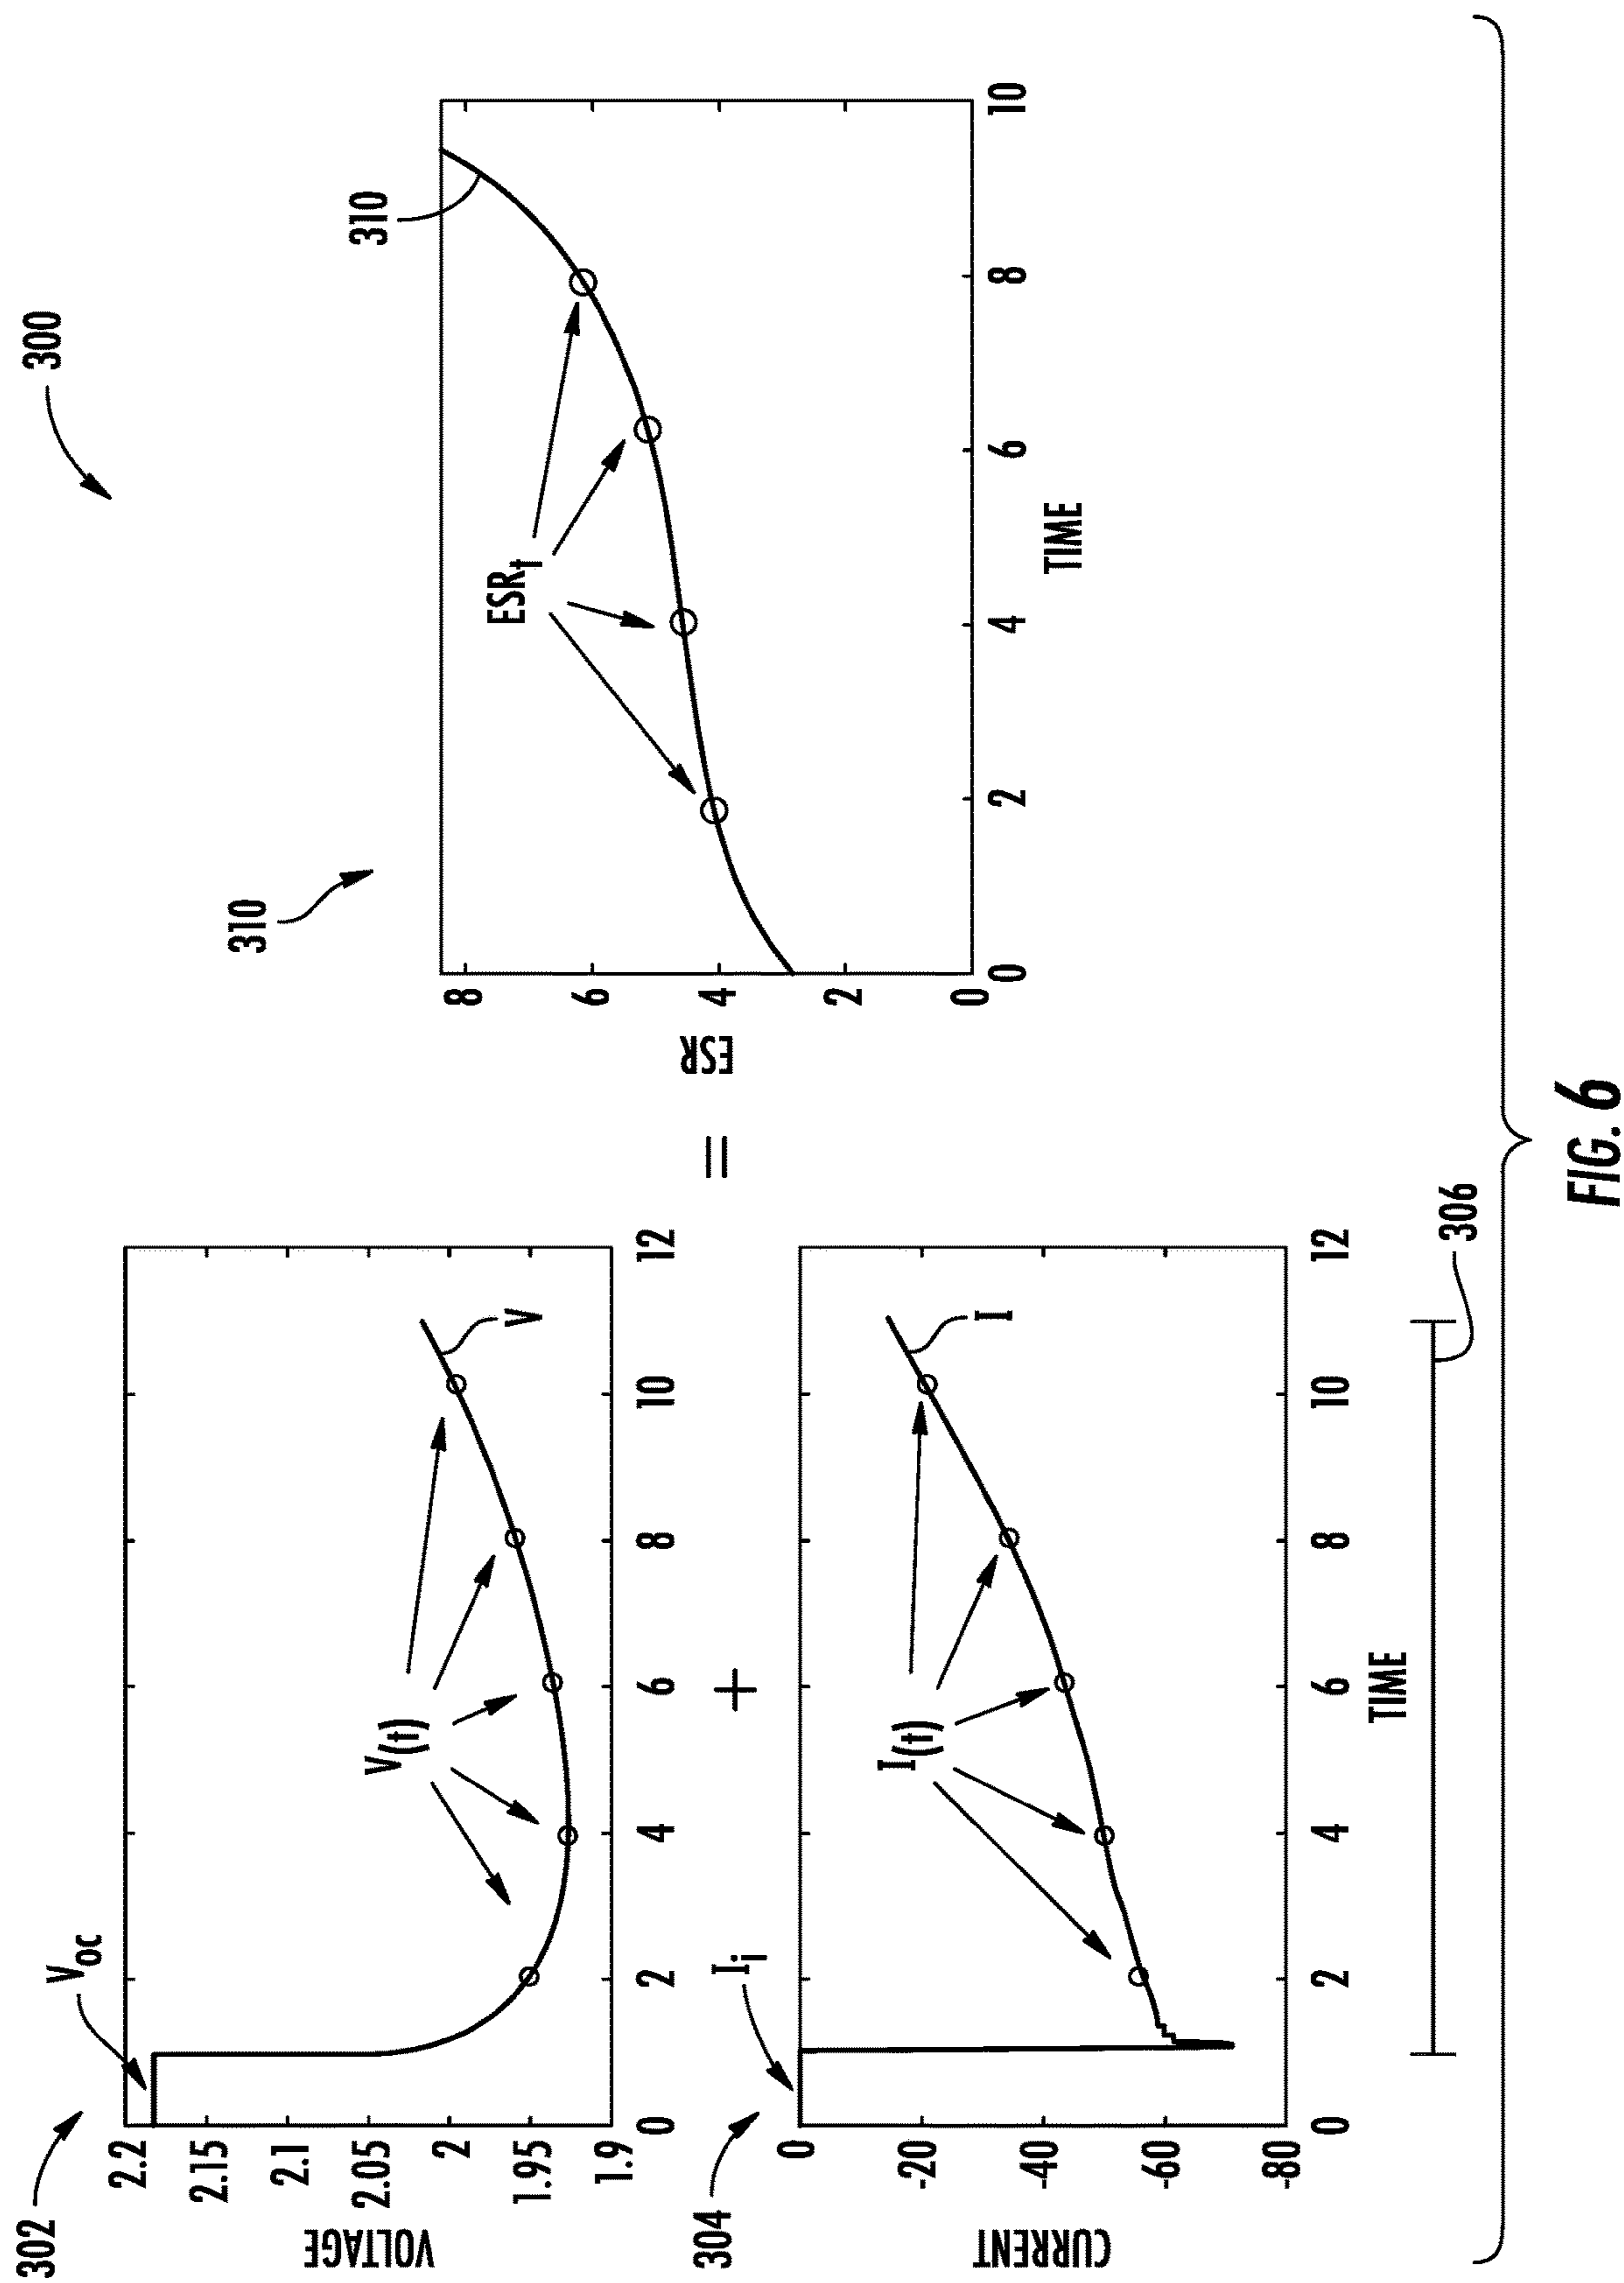 300
302
V_oc
2.2
2.15
2.1
2.05
2
1.95
1.9
VOLTAGE
V(t)
V
0 2 4 6 8 10 12
+
304
I_i
0
-20
-40
-60
-80
CURRENT
I(t)
I
0 2 4 6 8 10 12
TIME
306
=
310
310
8
6
4
2
0
ESR
ESR_t
0 2 4 6 8 10
TIME
FIG. 6